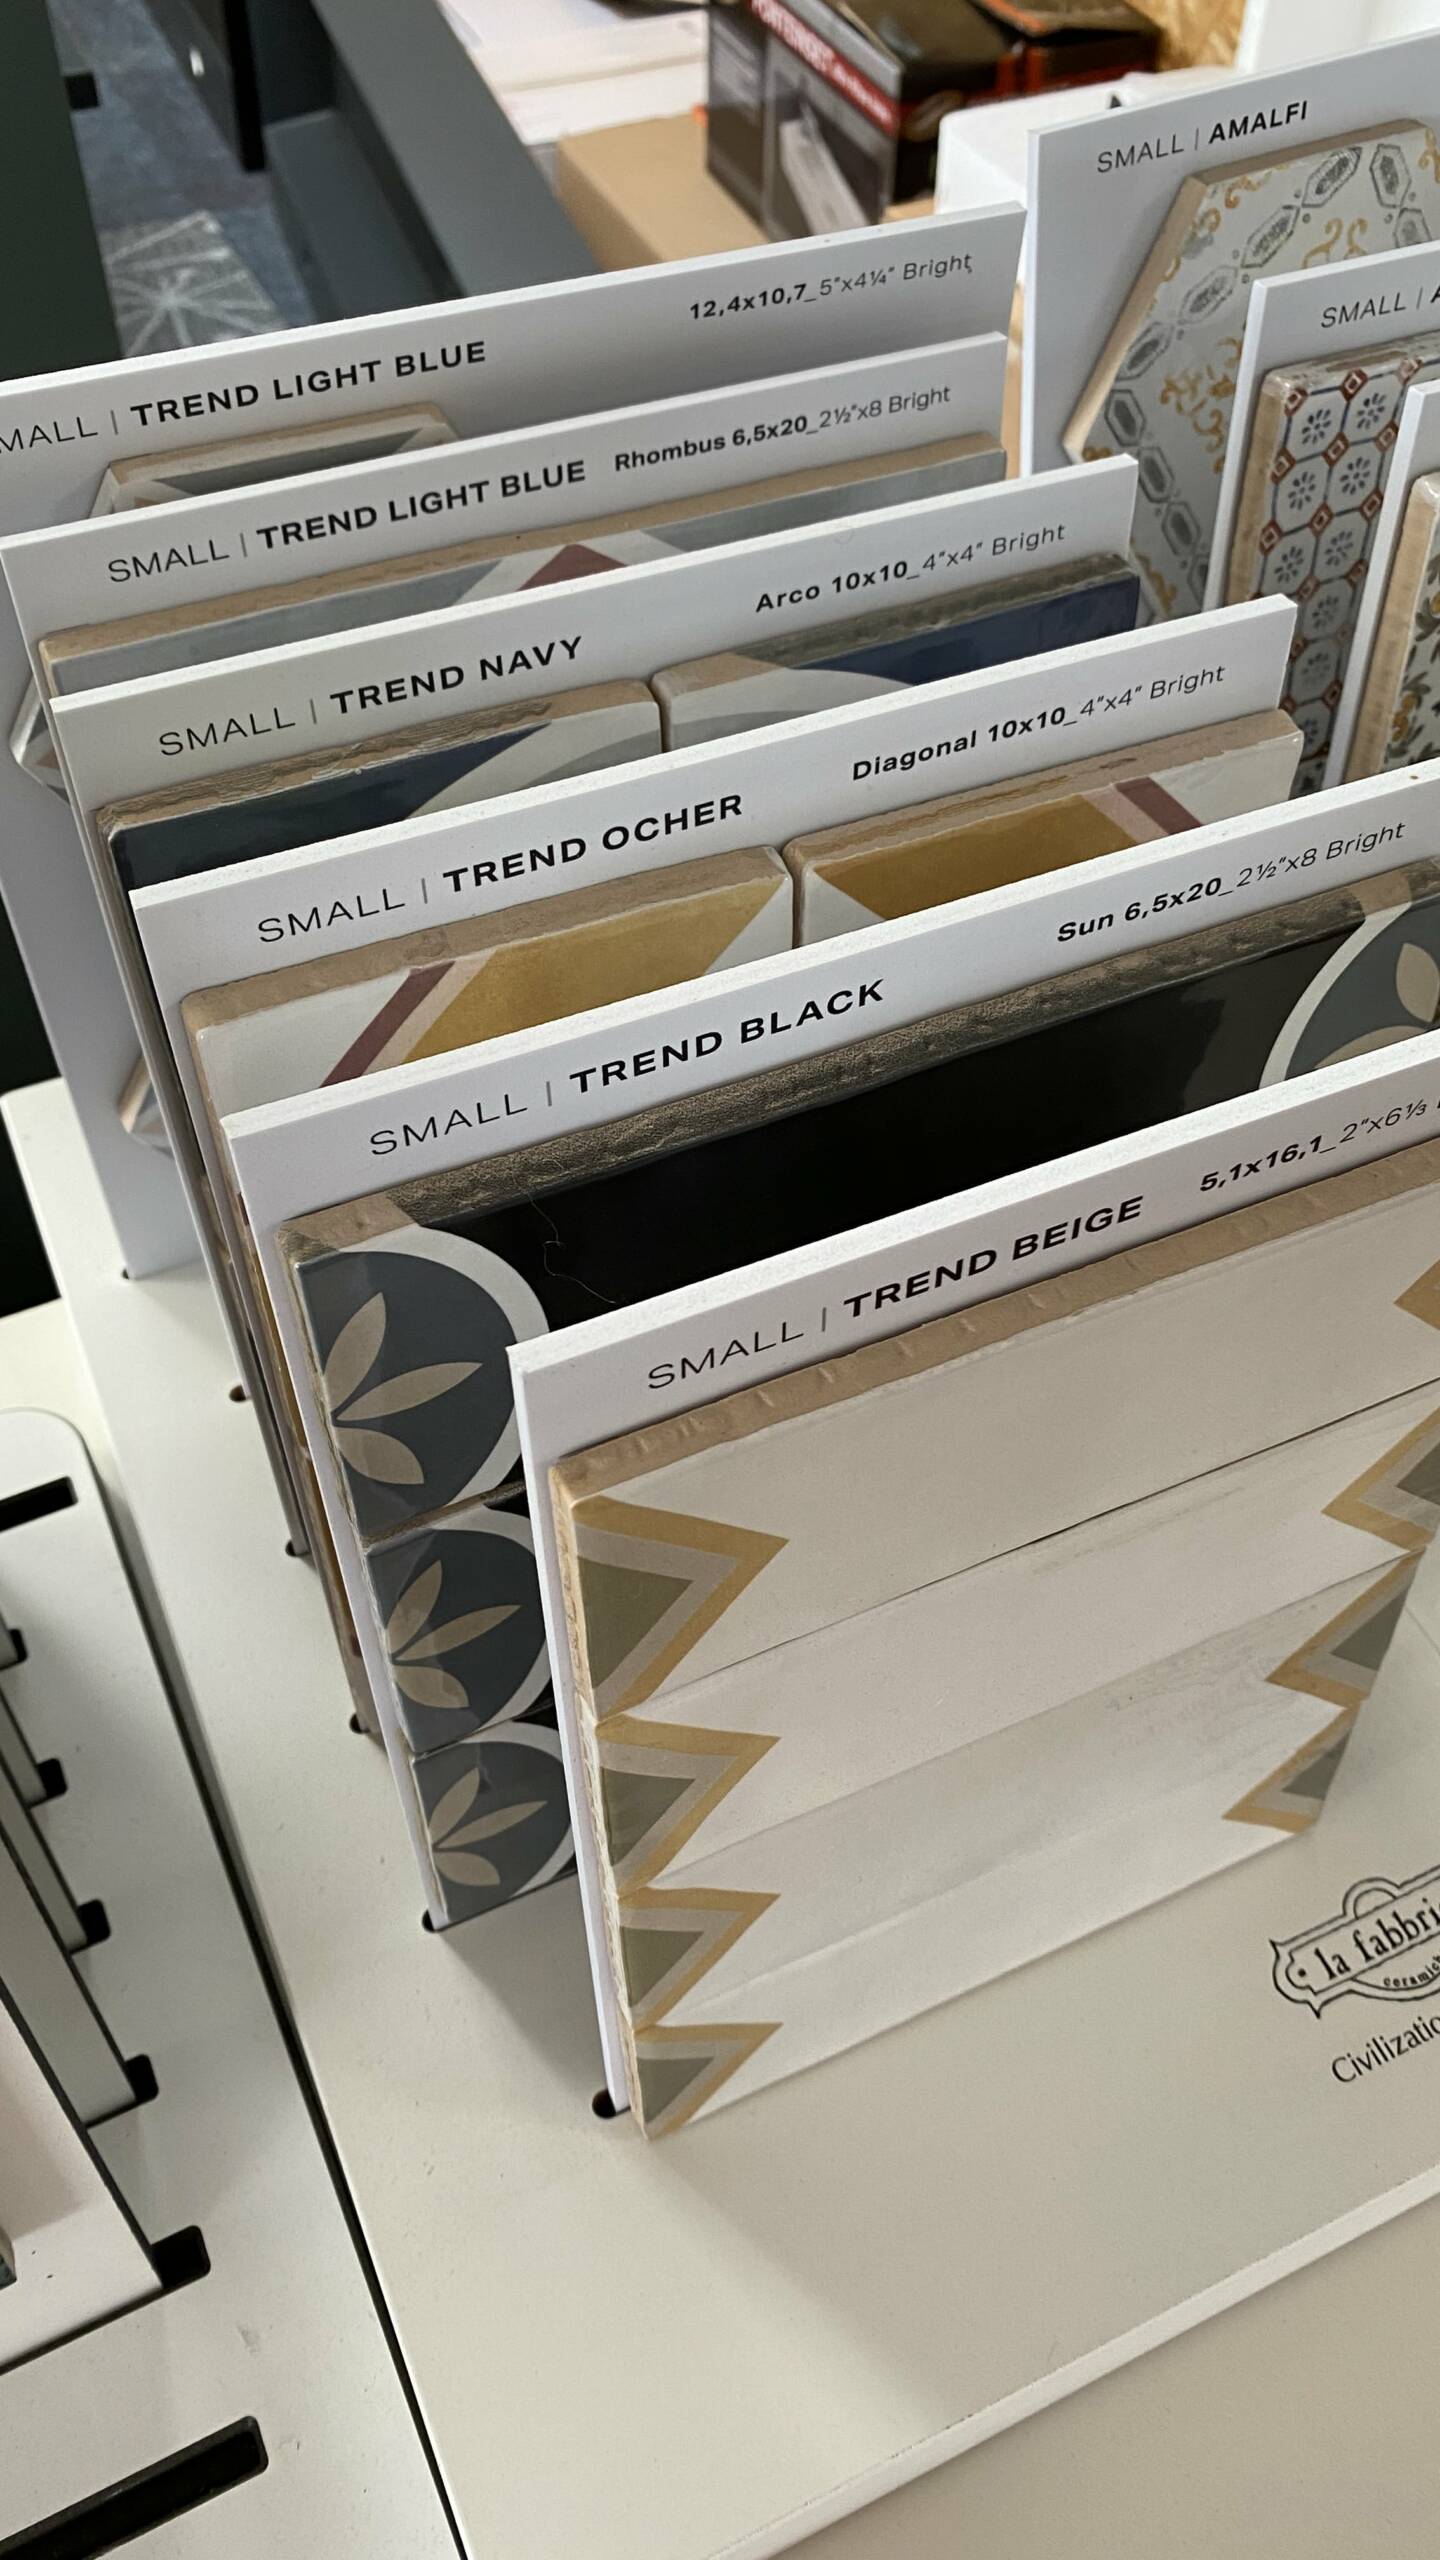 SMALL | AMALFI
SMALL |
12,4x10,7_5"x4¼" Bright
MALL | TREND LIGHT BLUE
SMALL | TREND LIGHT BLUE Rhombus 6,5x20_2½"x8 Bright
SMALL | TREND NAVY Arco 10x10_4"x4" Bright
SMALL | TREND OCHER Diagonal 10x10_4"x4" Bright
SMALL | TREND BLACK Sun 6,5x20_2½"x8 Bright
SMALL | TREND BEIGE 5,1x16,1_2"x6⅓
la fabbri
ceramich
Civilizatio